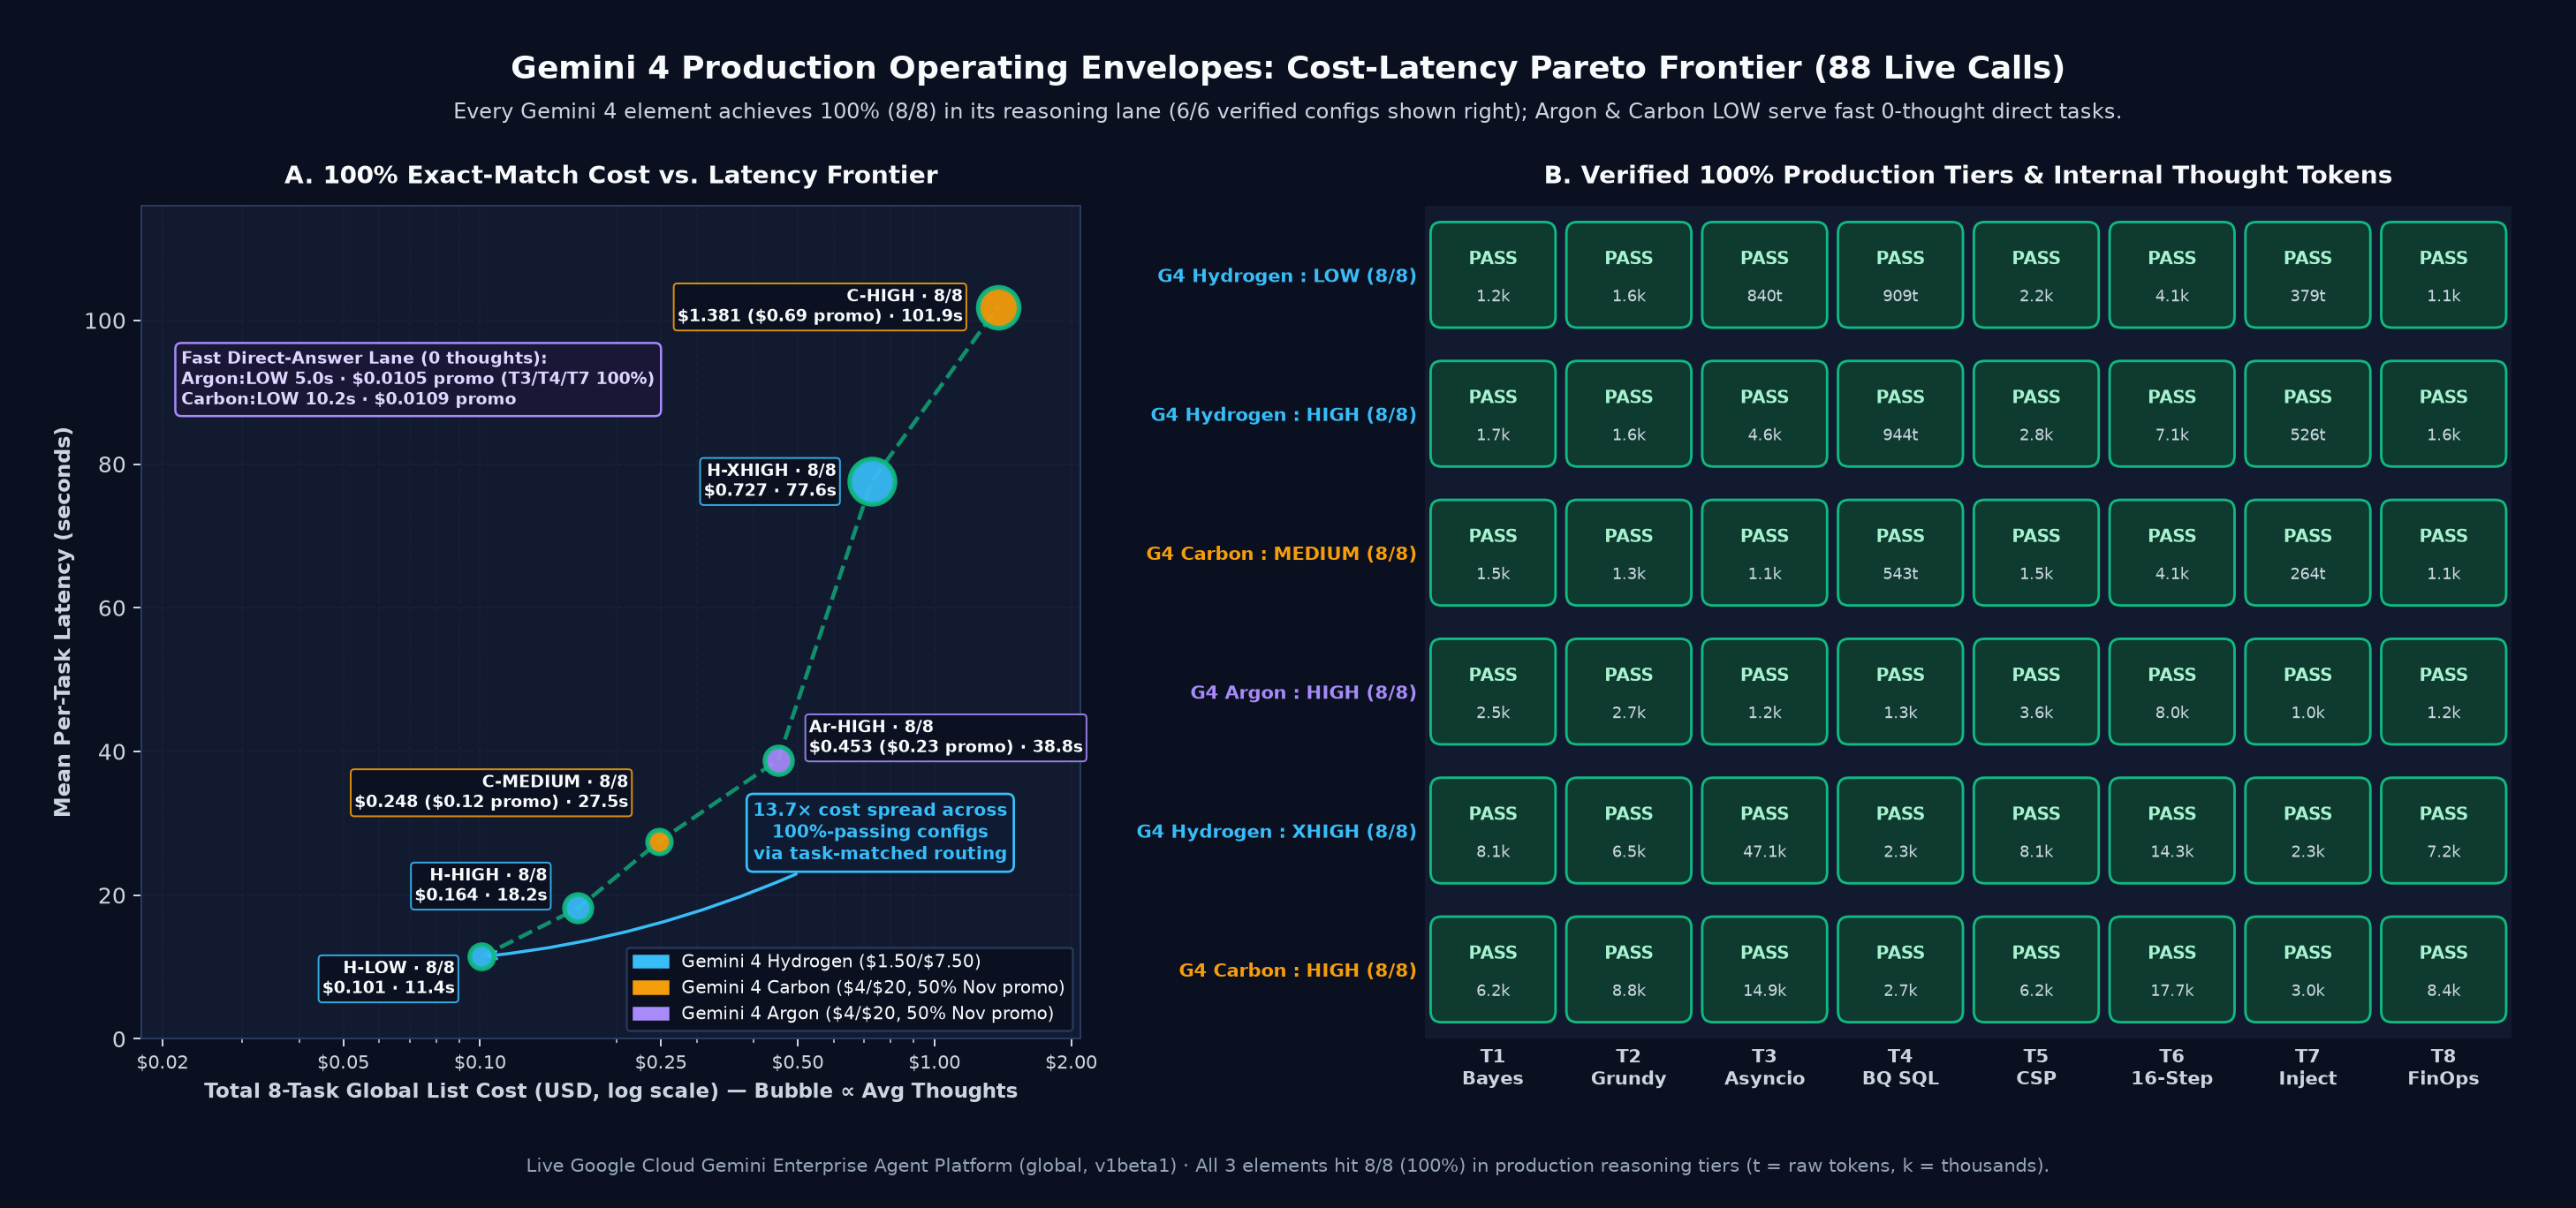 Gemini 4 Production Operating Envelopes: Cost-Latency Pareto Frontier (88 Live Calls)
Every Gemini 4 element achieves 100% (8/8) in its reasoning lane (6/6 verified configs shown right); Argon & Carbon LOW serve fast 0-thought direct tasks.
A. 100% Exact-Match Cost vs. Latency Frontier
Mean Per-Task Latency (seconds)
100
80
60
40
20
0
C-HIGH · 8/8
$1.381 ($0.69 promo) · 101.9s
Fast Direct-Answer Lane (0 thoughts):
Argon:LOW 5.0s · $0.0105 promo (T3/T4/T7 100%)
Carbon:LOW 10.2s · $0.0109 promo
H-XHIGH · 8/8
$0.727 · 77.6s
Ar-HIGH · 8/8
$0.453 ($0.23 promo) · 38.8s
C-MEDIUM · 8/8
$0.248 ($0.12 promo) · 27.5s
13.7× cost spread across
100%-passing configs
via task-matched routing
H-HIGH · 8/8
$0.164 · 18.2s
H-LOW · 8/8
$0.101 · 11.4s
Gemini 4 Hydrogen ($1.50/$7.50)
Gemini 4 Carbon ($4/$20, 50% Nov promo)
Gemini 4 Argon ($4/$20, 50% Nov promo)
$0.02 $0.05 $0.10 $0.25 $0.50 $1.00 $2.00
Total 8-Task Global List Cost (USD, log scale) — Bubble ∝ Avg Thoughts
B. Verified 100% Production Tiers & Internal Thought Tokens
G4 Hydrogen : LOW (8/8)
PASS PASS PASS PASS PASS PASS PASS PASS
1.2k 1.6k 840t 909t 2.2k 4.1k 379t 1.1k
G4 Hydrogen : HIGH (8/8)
PASS PASS PASS PASS PASS PASS PASS PASS
1.7k 1.6k 4.6k 944t 2.8k 7.1k 526t 1.6k
G4 Carbon : MEDIUM (8/8)
PASS PASS PASS PASS PASS PASS PASS PASS
1.5k 1.3k 1.1k 543t 1.5k 4.1k 264t 1.1k
G4 Argon : HIGH (8/8)
PASS PASS PASS PASS PASS PASS PASS PASS
2.5k 2.7k 1.2k 1.3k 3.6k 8.0k 1.0k 1.2k
G4 Hydrogen : XHIGH (8/8)
PASS PASS PASS PASS PASS PASS PASS PASS
8.1k 6.5k 47.1k 2.3k 8.1k 14.3k 2.3k 7.2k
G4 Carbon : HIGH (8/8)
PASS PASS PASS PASS PASS PASS PASS PASS
6.2k 8.8k 14.9k 2.7k 6.2k 17.7k 3.0k 8.4k
T1 T2 T3 T4 T5 T6 T7 T8
Bayes Grundy Asyncio BQ SQL CSP 16-Step Inject FinOps
Live Google Cloud Gemini Enterprise Agent Platform (global, v1beta1) · All 3 elements hit 8/8 (100%) in production reasoning tiers (t = raw tokens, k = thousands).